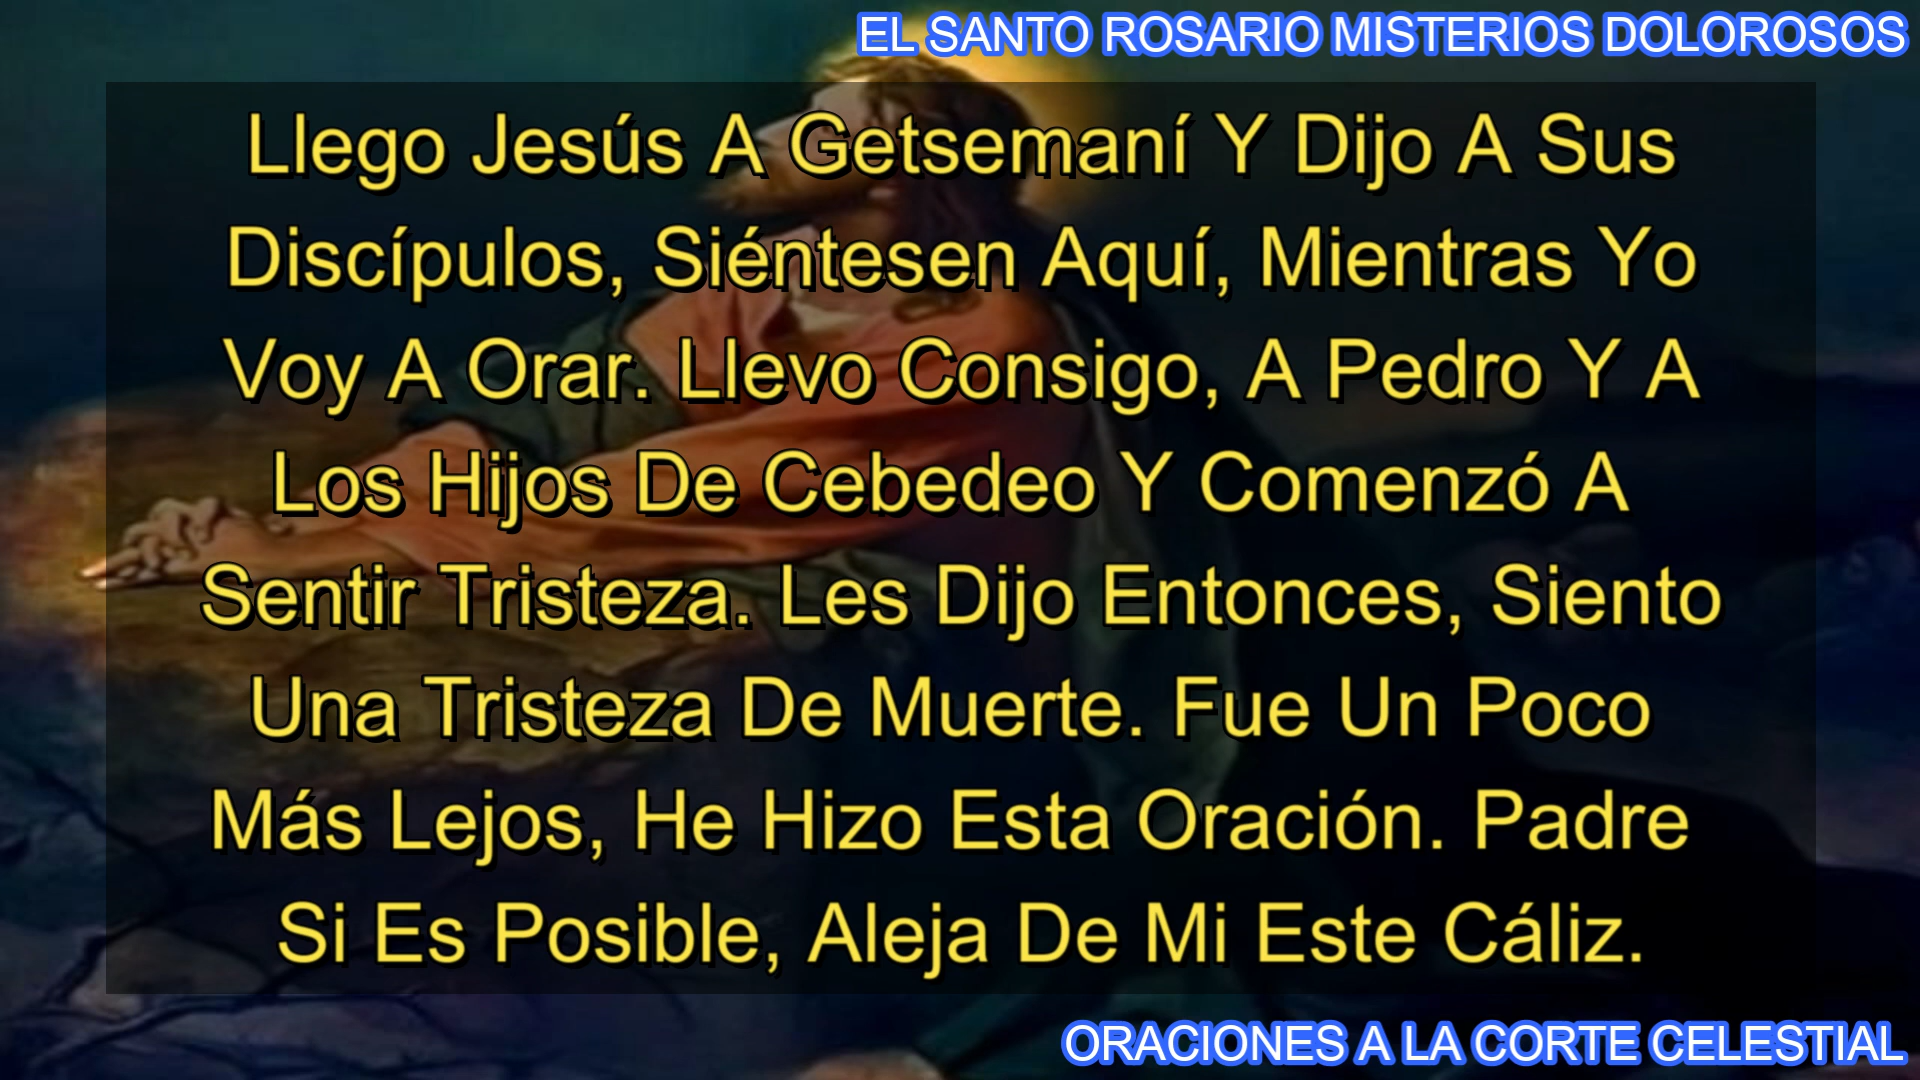 EL SANTO ROSARIO MISTERIOS DOLOROSOS
Llego Jesús A Getsemaní Y Dijo A Sus
Discípulos, Siéntesen Aquí, Mientras Yo
Voy A Orar. Llevo Consigo, A Pedro Y A
Los Hijos De Cebedeo Y Comenzó A
Sentir Tristeza. Les Dijo Entonces, Siento
Una Tristeza De Muerte. Fue Un Poco
Más Lejos, He Hizo Esta Oración. Padre
Si Es Posible, Aleja De Mi Este Cáliz.
ORACIONES A LA CORTE CELESTIAL